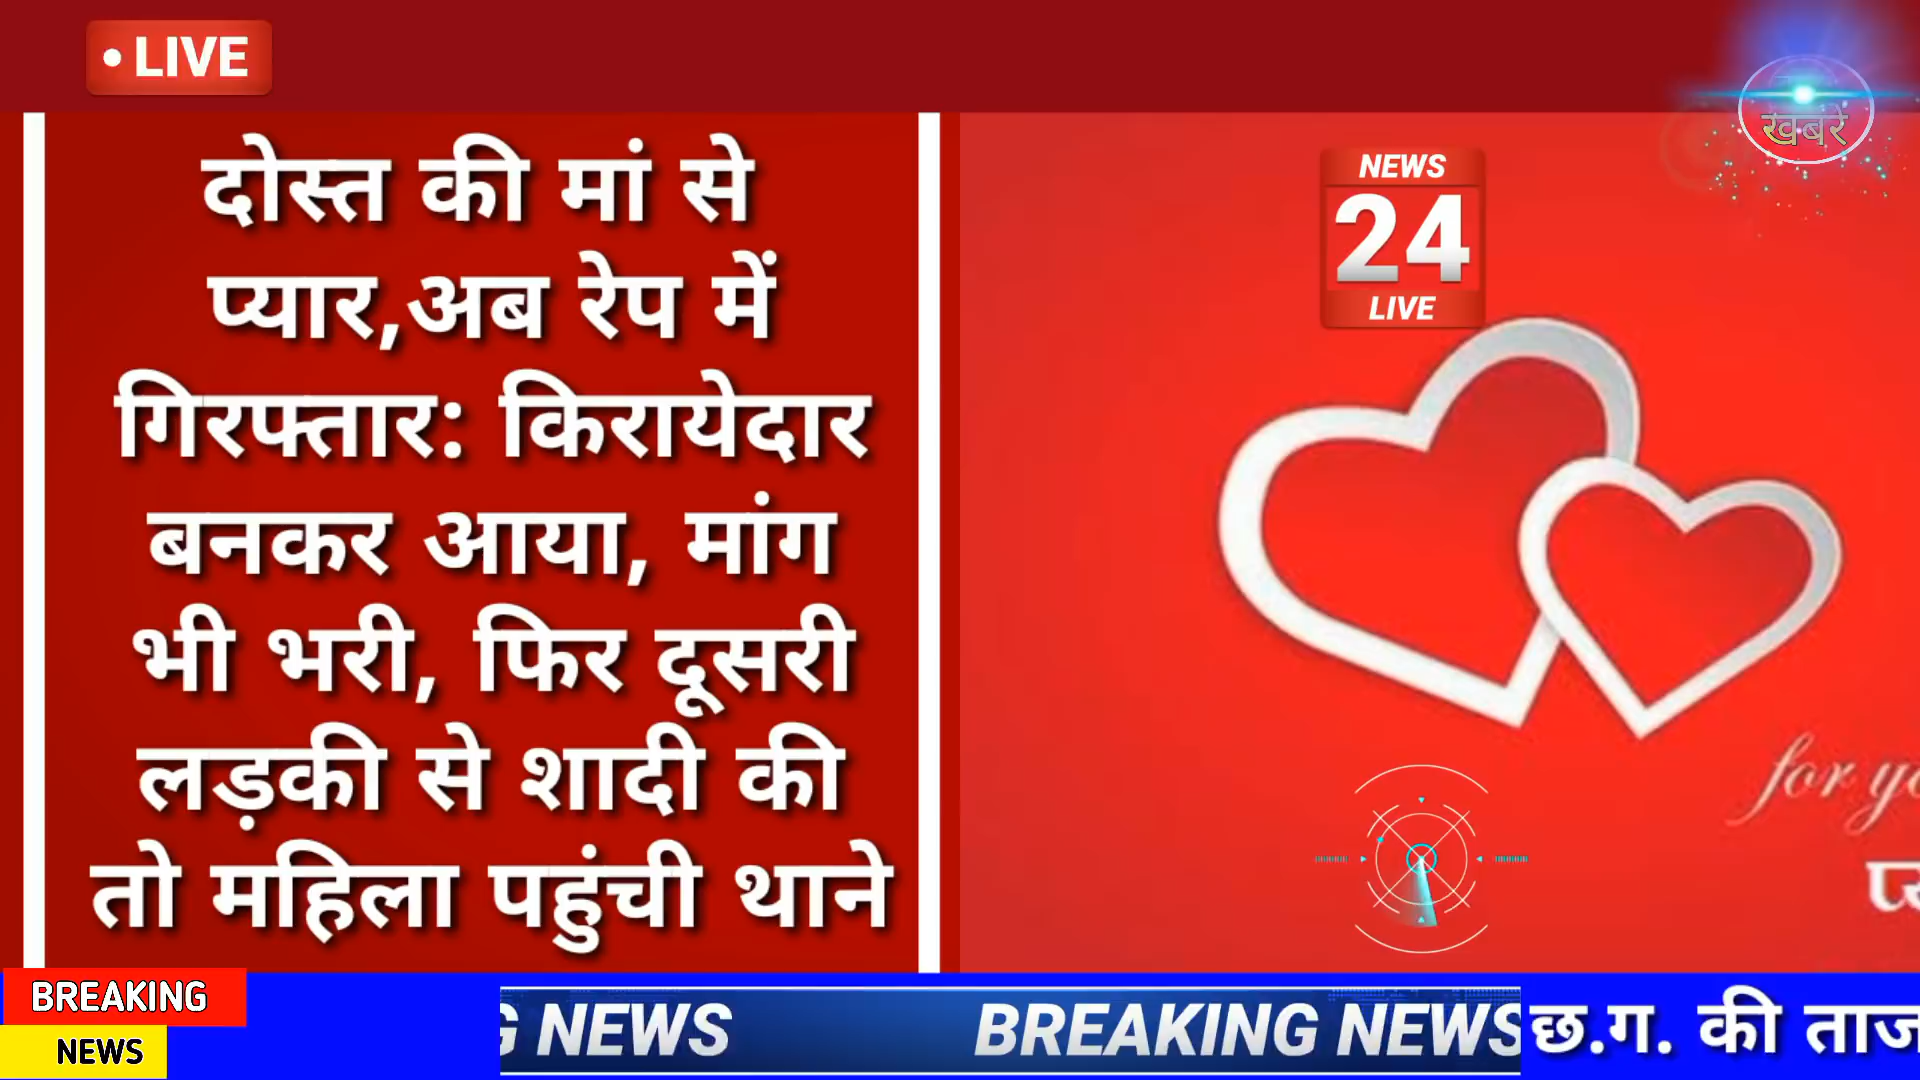 • LIVE
खबरें
दोस्त की मां से
प्यार,अब रेप में
गिरफ्तार: किरायेदार
बनकर आया, मांग
भी भरी, फिर दूसरी
लड़की से शादी की
तो महिला पहुंची थाने
NEWS
24
LIVE
for
BREAKING
NEWS
NEWS
BREAKING NEWS
छ.ग. की